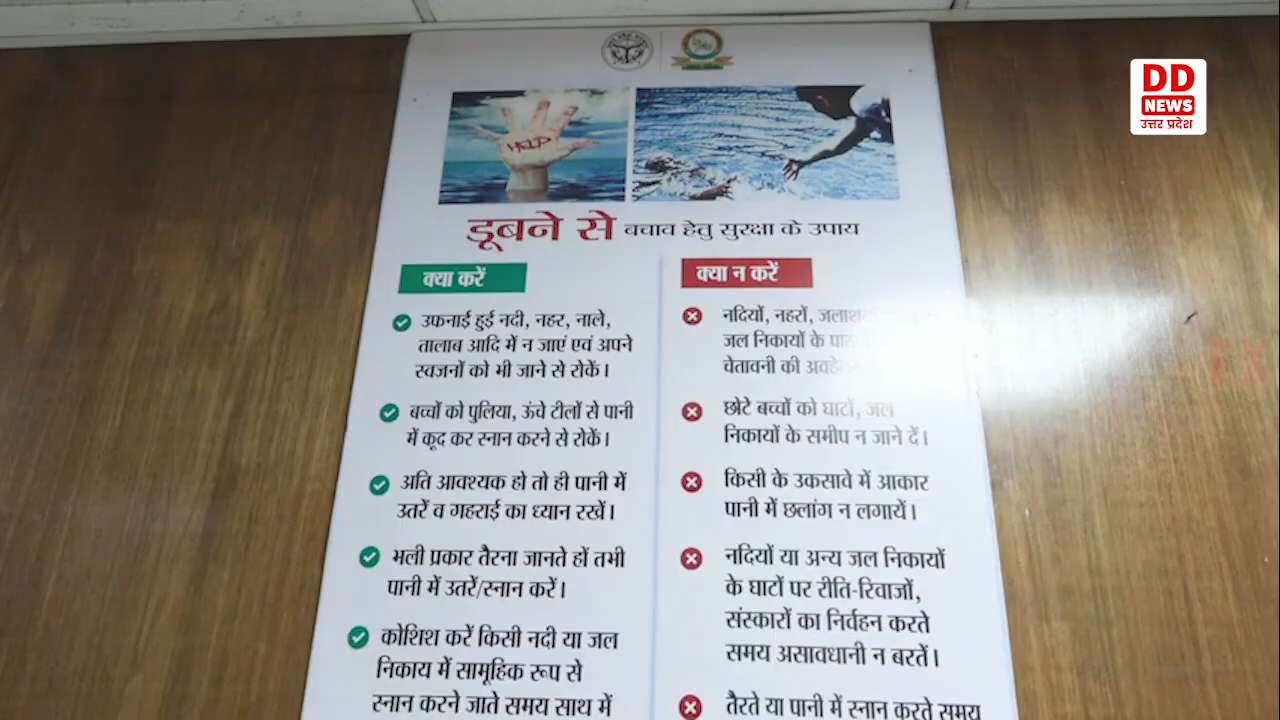 DD
NEWS
उत्तर प्रदेश
HELP
डूबने से बचाव हेतु सुरक्षा के उपाय
क्या करें
उफनाई हुई नदी, नहर, नाले,
तालाब आदि में न जाएं एवं अपने
स्वजनों को भी जाने से रोकें।
बच्चों को पुलिया, ऊंचे टीलों से पानी
में कूद कर स्नान करने से रोकें।
अति आवश्यक हो तो ही पानी में
उतरें व गहराई का ध्यान रखें।
भली प्रकार तैरना जानते हों तभी
पानी में उतरें/स्नान करें।
कोशिश करें किसी नदी या जल
निकाय में सामूहिक रूप से
स्नान करने जाते समय साथ में
क्या न करें
नदियों, नहरों,
जल निकायों के
चेतावनी की
छोटे बच्चों को घाटों, जल
निकायों के समीप न जाने दें।
किसी के उकसावे में आकार
पानी में छलांग न लगायें।
नदियों या अन्य जल निकायों
के घाटों पर रीति-रिवाजों,
संस्कारों का निर्वहन करते
समय असावधानी न बरतें।
तैरते या पानी में स्नान करते समय